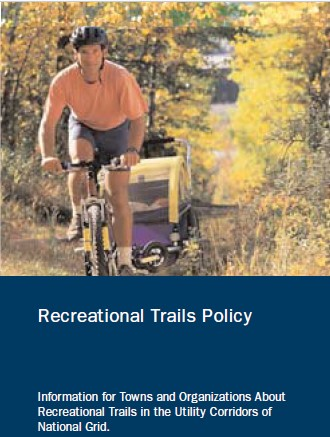 Recreational Trails Policy
Information for Towns and Organizations About
Recreational Trails in the Utility Corridors of
National Grid.